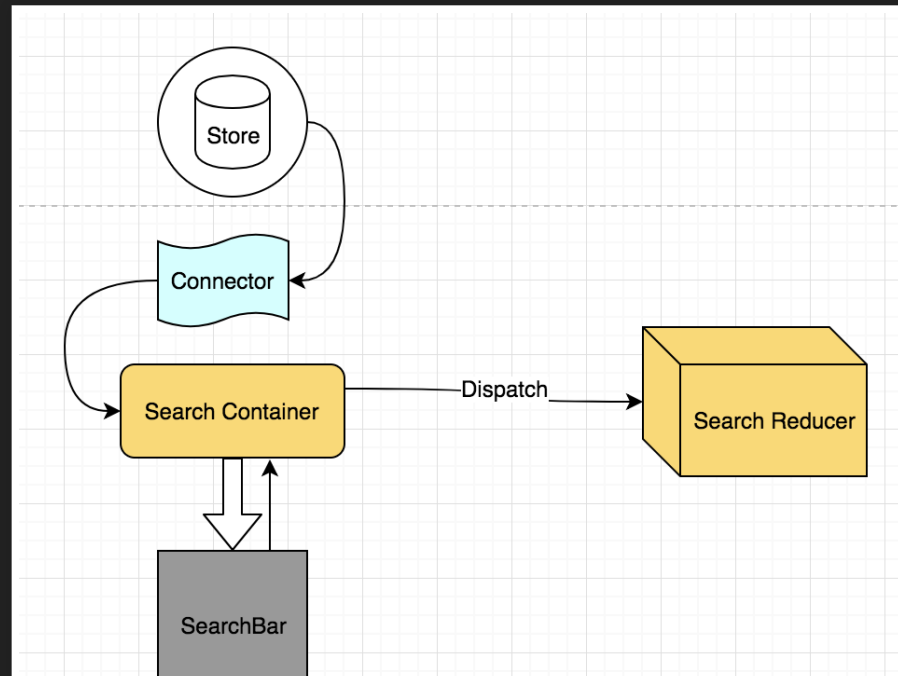 Store
Connector
Search Container
Dispatch
Search Reducer
SearchBar